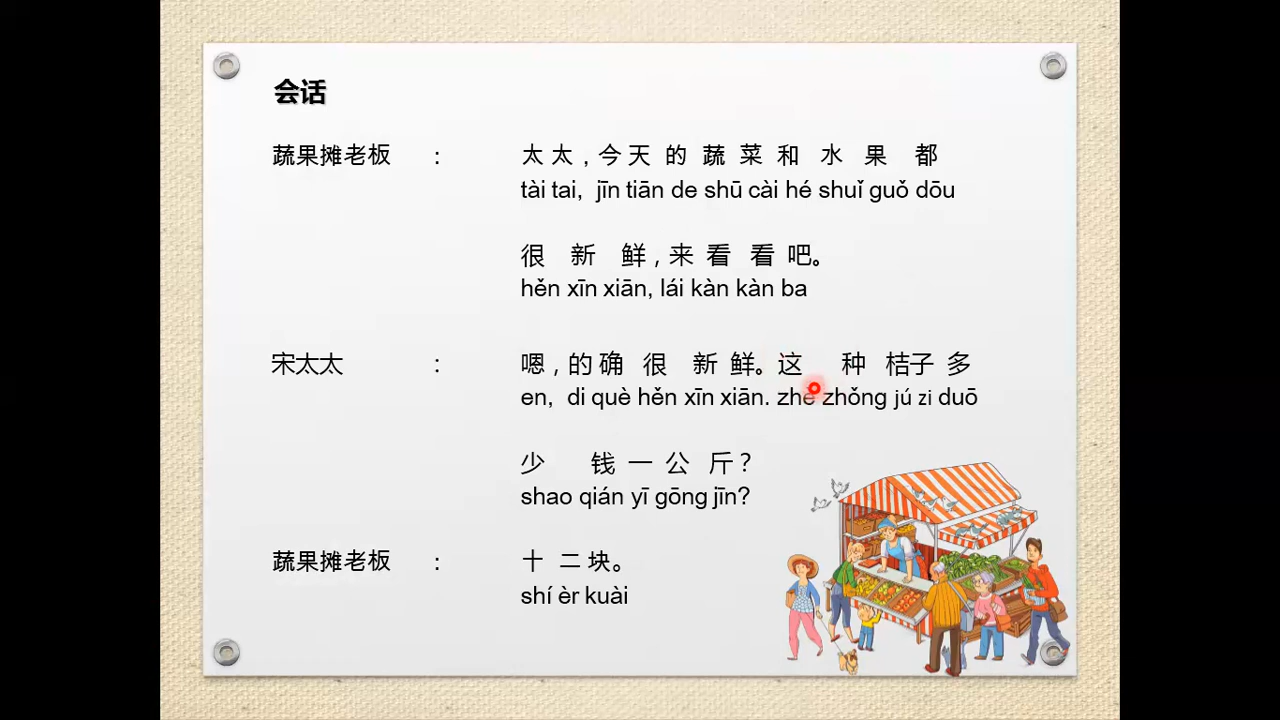 会话
蔬果摊老板 : 太太,今天的蔬菜和水果都
tài tai, jīn tiān de shū cài hé shuǐ guǒ dōu
很新鲜,来看看吧。
hěn xīn xiān, lái kàn kàn ba
宋太太 : 嗯,的确很新鲜。这种桔子多
en, di què hěn xīn xiān. zhe zhǒng jú zi duō
少钱一公斤?
shao qián yī gōng jīn?
蔬果摊老板 : 十二块。
shí èr kuài